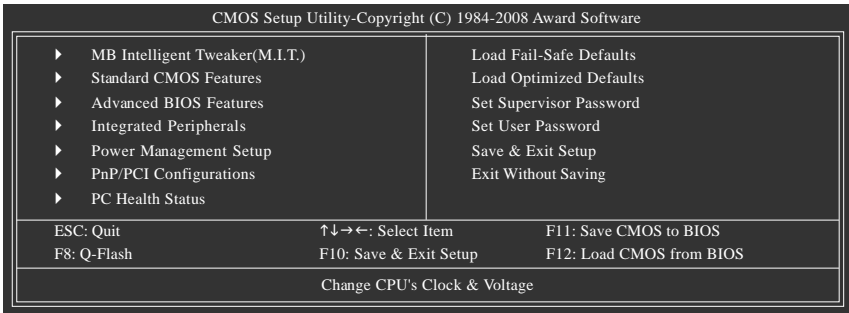 CMOS Setup Utility-Copyright (C) 1984-2008 Award Software
MB Intelligent Tweaker(M.I.T.)
Standard CMOS Features
Advanced BIOS Features
Integrated Peripherals
Power Management Setup
PnP/PCI Configurations
PC Health Status
Load Fail-Safe Defaults
Load Optimized Defaults
Set Supervisor Password
Set User Password
Save & Exit Setup
Exit Without Saving
ESC: Quit ↑↓→←: Select Item F11: Save CMOS to BIOS
F8: Q-Flash F10: Save & Exit Setup F12: Load CMOS from BIOS
Change CPU's Clock & Voltage